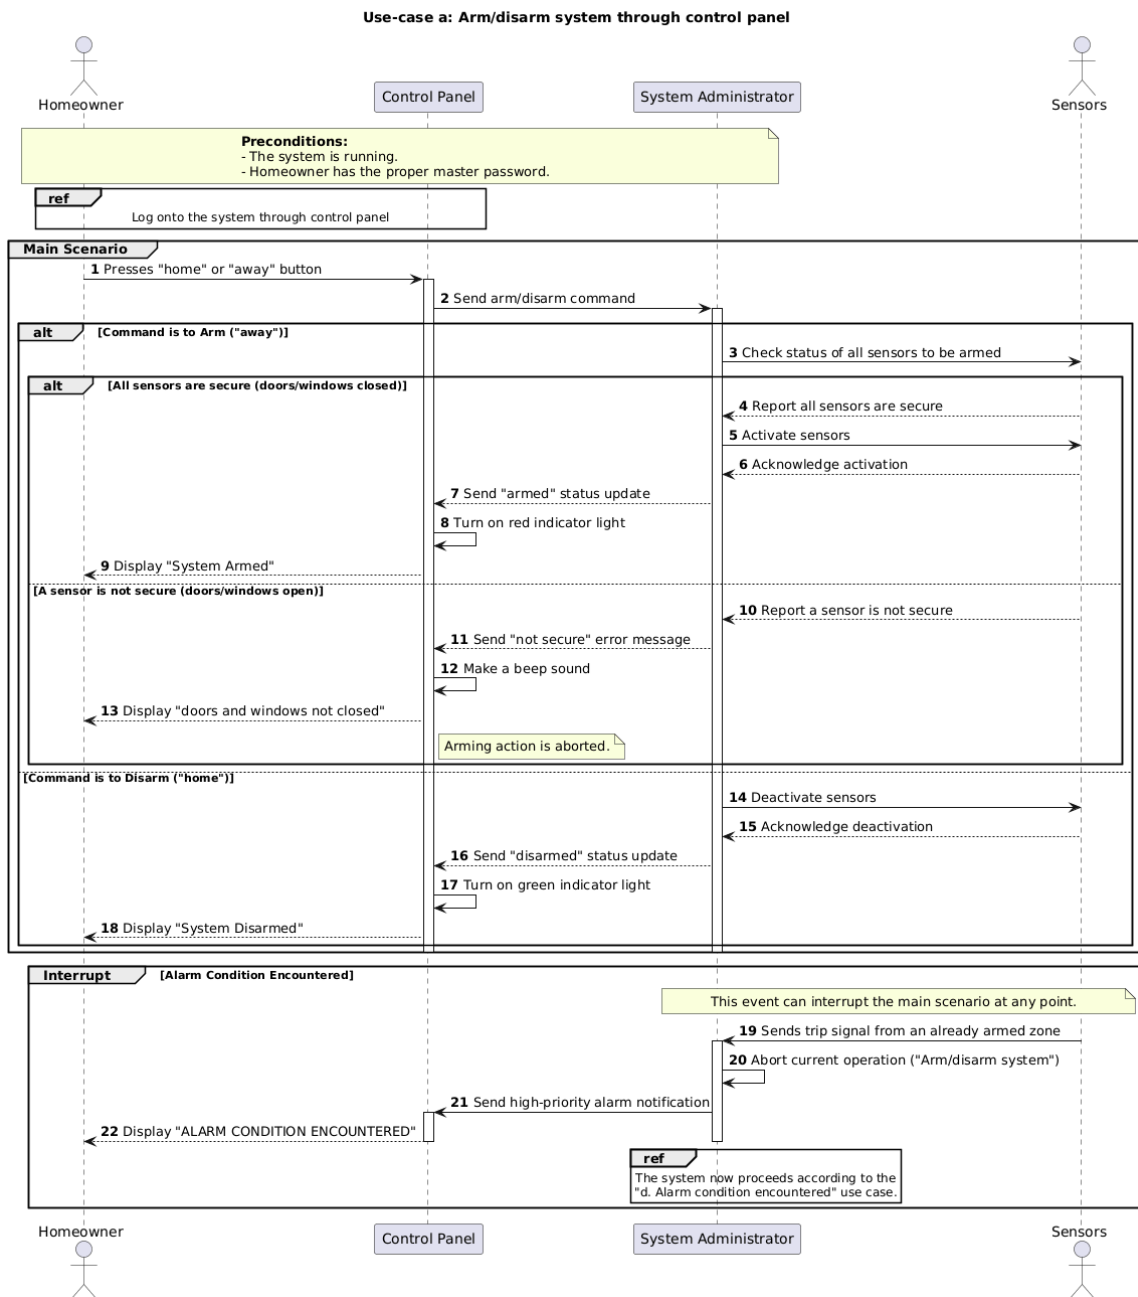 Use-case a: Arm/disarm system through control panel
Homeowner
Control Panel
System Administrator
Sensors
Preconditions:
- The system is running.
- Homeowner has the proper master password.
ref
Log onto the system through control panel
Main Scenario
1 Presses "home" or "away" button
2 Send arm/disarm command
alt [Command is to Arm ("away")]
3 Check status of all sensors to be armed
alt [All sensors are secure (doors/windows closed)]
4 Report all sensors are secure
5 Activate sensors
6 Acknowledge activation
7 Send "armed" status update
8 Turn on red indicator light
9 Display "System Armed"
[A sensor is not secure (doors/windows open)]
10 Report a sensor is not secure
11 Send "not secure" error message
12 Make a beep sound
13 Display "doors and windows not closed"
Arming action is aborted.
[Command is to Disarm ("home")]
14 Deactivate sensors
15 Acknowledge deactivation
16 Send "disarmed" status update
17 Turn on green indicator light
18 Display "System Disarmed"
Interrupt [Alarm Condition Encountered]
This event can interrupt the main scenario at any point.
19 Sends trip signal from an already armed zone
20 Abort current operation ("Arm/disarm system")
21 Send high-priority alarm notification
22 Display "ALARM CONDITION ENCOUNTERED"
ref
The system now proceeds according to the
"d. Alarm condition encountered" use case.
Homeowner
Control Panel
System Administrator
Sensors